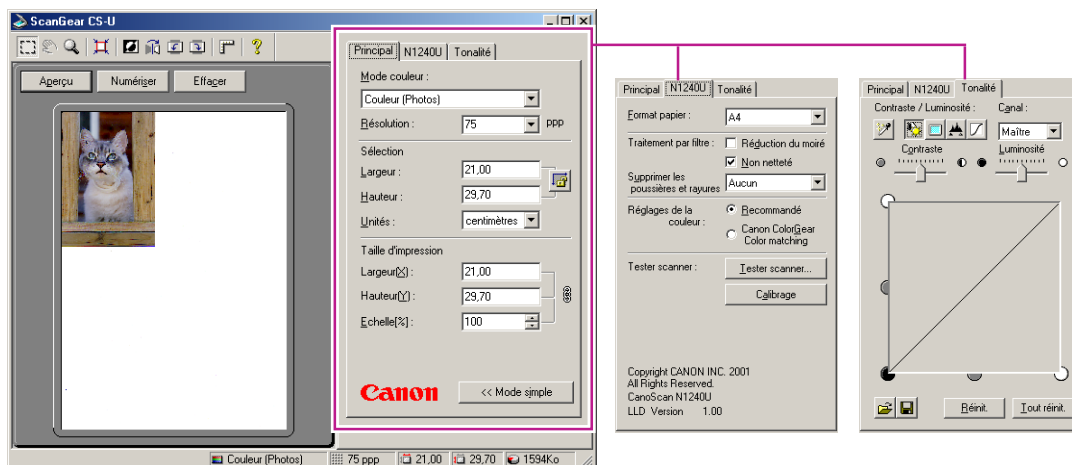 ScanGear CS-U
Aperçu
Numériser
Effacer
Principal
N1240U
Tonalité
Mode couleur :
Couleur (Photos)
Résolution :
75
ppp
Sélection
Largeur :
21,00
Hauteur :
29,70
Unités :
centimètres
Taille d'impression
Largeur(X) :
21,00
Hauteur(Y) :
29,70
Echelle[%] :
100
Canon
<< Mode simple
Couleur (Photos)
75 ppp
21,00
29,70
1594Ko
Principal
N1240U
Tonalité
Format papier :
A4
Traitement par filtre :
Réduction du moiré
Non netteté
Supprimer les
poussières et rayures
Aucun
Réglages de la
couleur :
Recommandé
Canon ColorGear
Color matching
Tester scanner :
Tester scanner...
Calibrage
Copyright CANON INC. 2001
All Rights Reserved.
CanoScan N1240U
LLD Version 1.00
Principal
N1240U
Tonalité
Contraste / Luminosité :
Canal :
Maître
Contraste
Luminosité
Réinit.
Tout réinit.